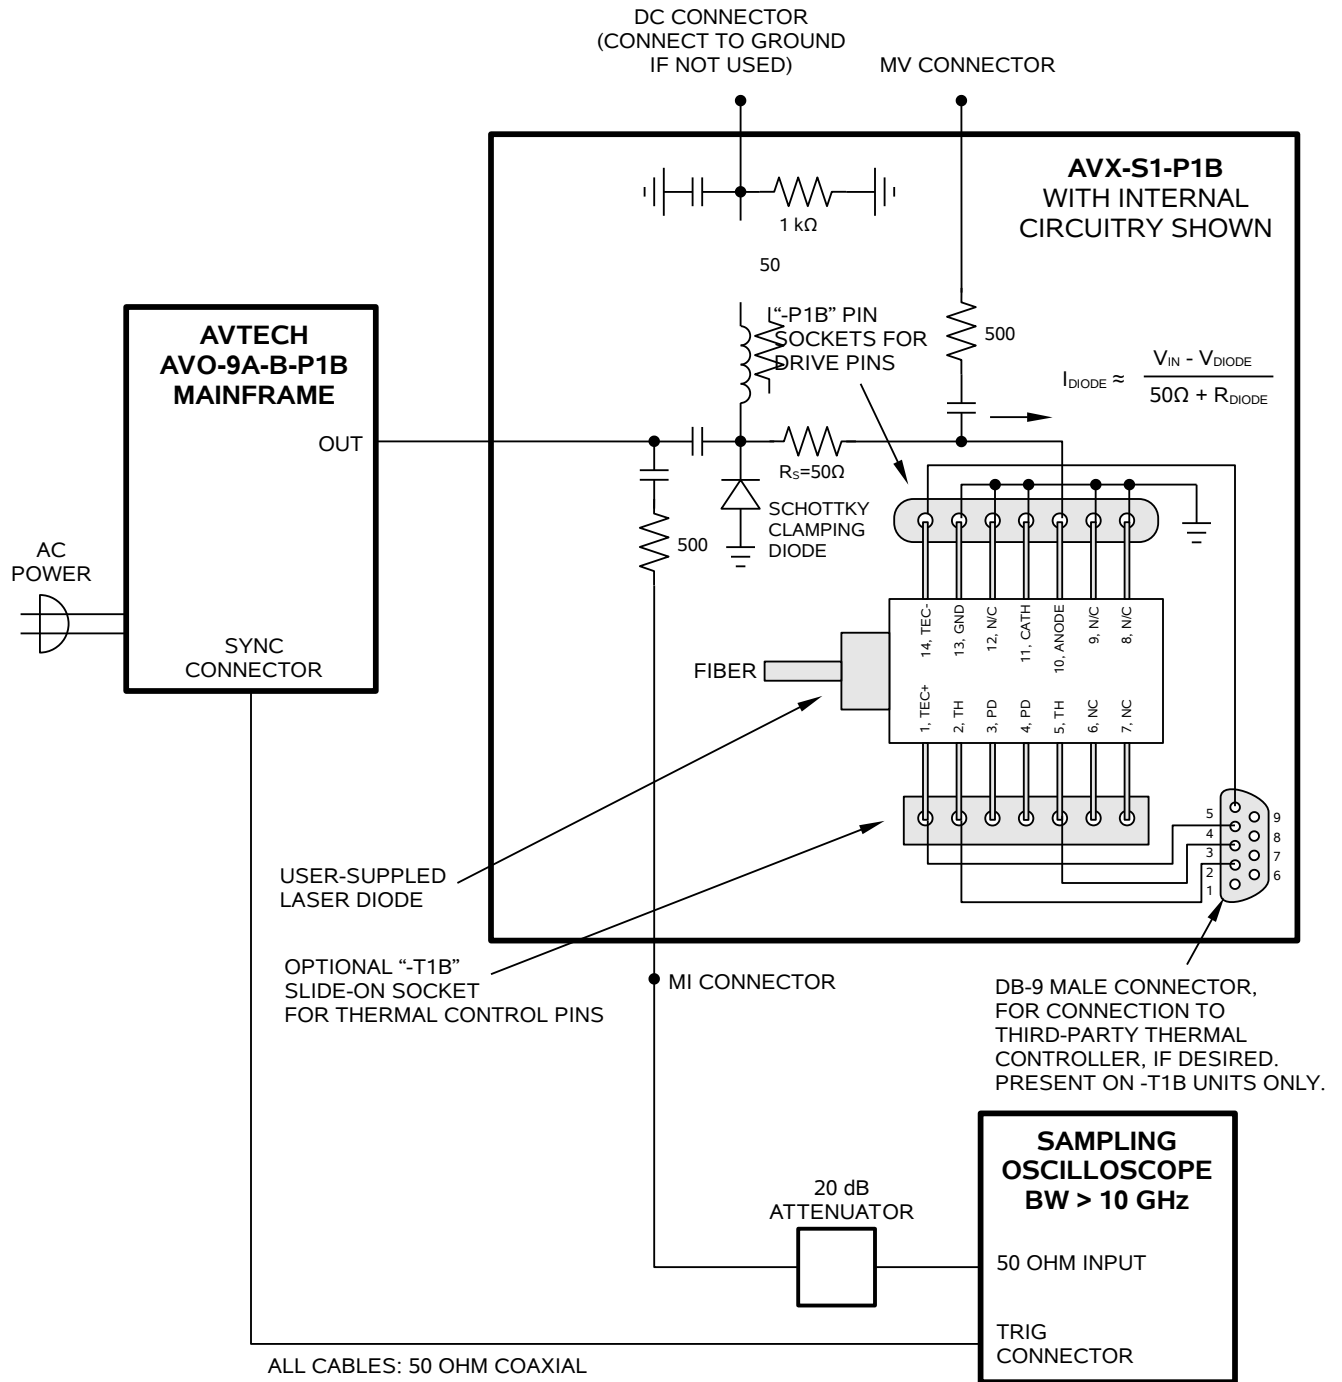 DC CONNECTOR
(CONNECT TO GROUND
IF NOT USED)
MV CONNECTOR
AVX-S1-P1B
WITH INTERNAL
CIRCUITRY SHOWN
1 kΩ
50
AVTECH
AVO-9A-B-P1B
MAINFRAME
OUT
"-P1B" PIN
SOCKETS FOR
DRIVE PINS
500
IDIODE ≈
VIN - VDIODE
50Ω + RDIODE
RS=50Ω
SCHOTTKY
CLAMPING
DIODE
500
AC
POWER
SYNC
CONNECTOR
14, TEC-
13, GND
12, N/C
11, CATH
10, ANODE
9, N/C
8, N/C
FIBER
1, TEC+
2, TH
3, PD
4, PD
5, TH
6, NC
7, NC
5
4
3
2
1
9
8
7
6
USER-SUPPLED
LASER DIODE
OPTIONAL “-T1B”
SLIDE-ON SOCKET
FOR THERMAL CONTROL PINS
MI CONNECTOR
DB-9 MALE CONNECTOR,
FOR CONNECTION TO
THIRD-PARTY THERMAL
CONTROLLER, IF DESIRED.
PRESENT ON -T1B UNITS ONLY.
SAMPLING
OSCILLOSCOPE
BW > 10 GHz
20 dB
ATTENUATOR
50 OHM INPUT
TRIG
CONNECTOR
ALL CABLES: 50 OHM COAXIAL